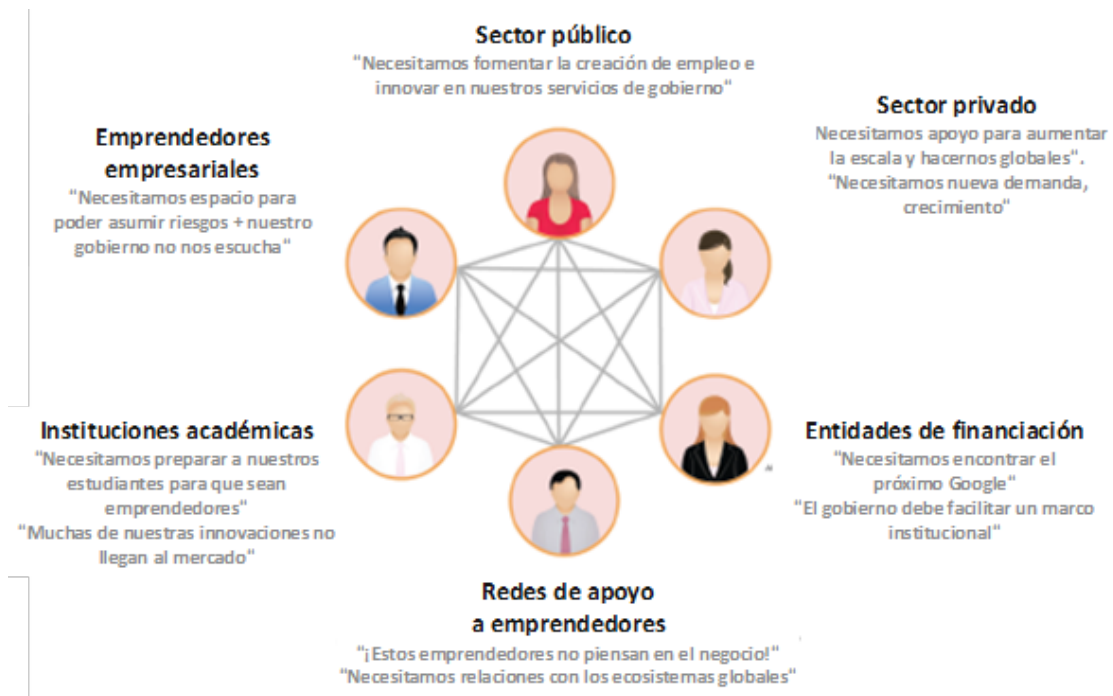 Sector público
“Necesitamos fomentar la creación de empleo e
innovar en nuestros servicios de gobierno“
Sector privado
Necesitamos apoyo para aumentar
la escala y hacernos globales“.
“Necesitamos nueva demanda,
crecimiento“
Emprendedores
empresariales
“Necesitamos espacio para
poder asumir riesgos + nuestro
gobierno no nos escucha“
Instituciones académicas
“Necesitamos preparar a nuestros
estudiantes para que sean
emprendedores“
“Muchas de nuestras innovaciones no
llegan al mercado“
Entidades de financiación
“Necesitamos encontrar el
próximo Google“
“El gobierno debe facilitar un marco
institucional“
“
Redes de apoyo
a emprendedores
“¡Estos emprendedores no piensan en el negocio!“
“Necesitamos relaciones con los ecosistemas globales“